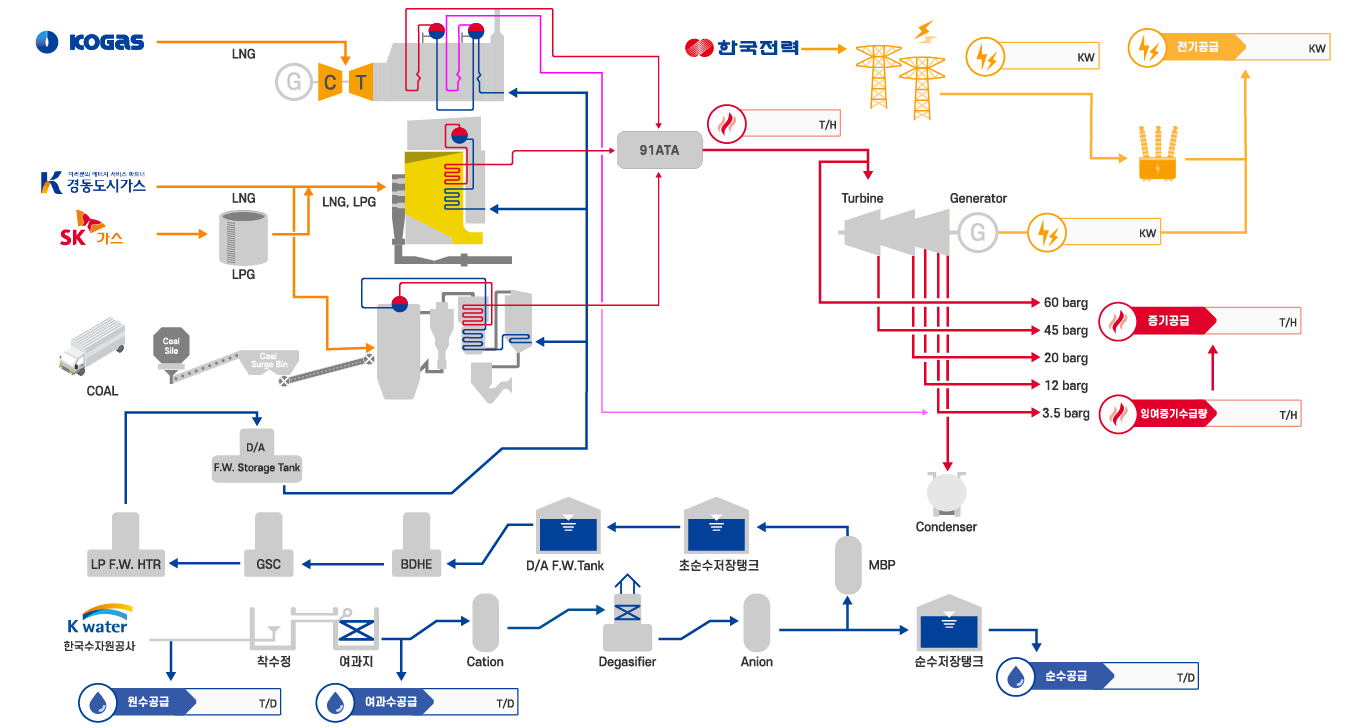 KOGAS
LNG
G
C
T
한국전력
KW
전기공급
KW
91ATA
T/H
여러분의 에너지 서비스 파트너
경동도시가스
LNG
LNG, LPG
SK 가스
LPG
Turbine
Generator
G
KW
60 barg
45 barg
20 barg
12 barg
3.5 barg
증기공급
T/H
잉여증기수급량
T/H
COAL
Coal
Silo
Coal
Surge Bin
D/A
F.W. Storage Tank
Condenser
LP F.W. HTR
GSC
BDHE
D/A F.W.Tank
초순수저장탱크
MBP
K water
한국수자원공사
착수정
여과지
Cation
Degasifier
Anion
순수저장탱크
원수공급
T/D
여과수공급
T/D
순수공급
T/D